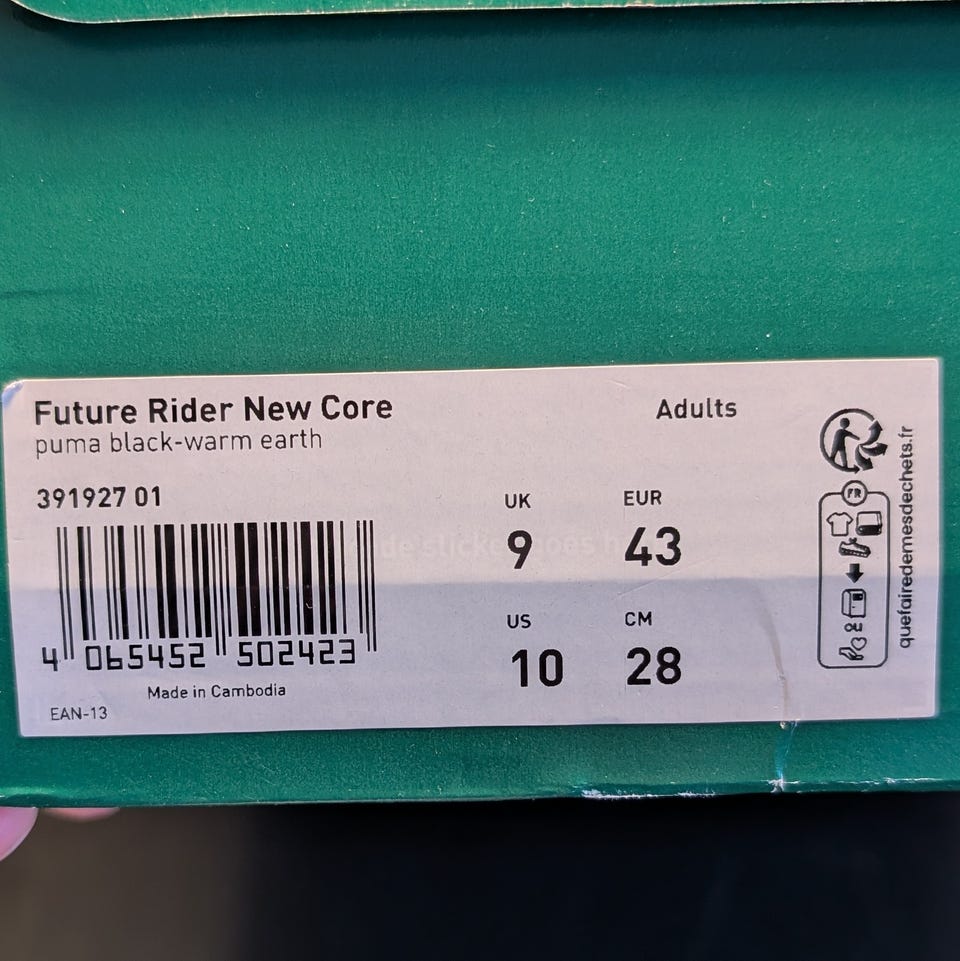 Future Rider New Core
puma black-warm earth
Adults
391927 01
UK
9
EUR
43
US
10
CM
28
4 065452 502423
Made in Cambodia
EAN-13
FR
ou
quefairedemesdechets.fr